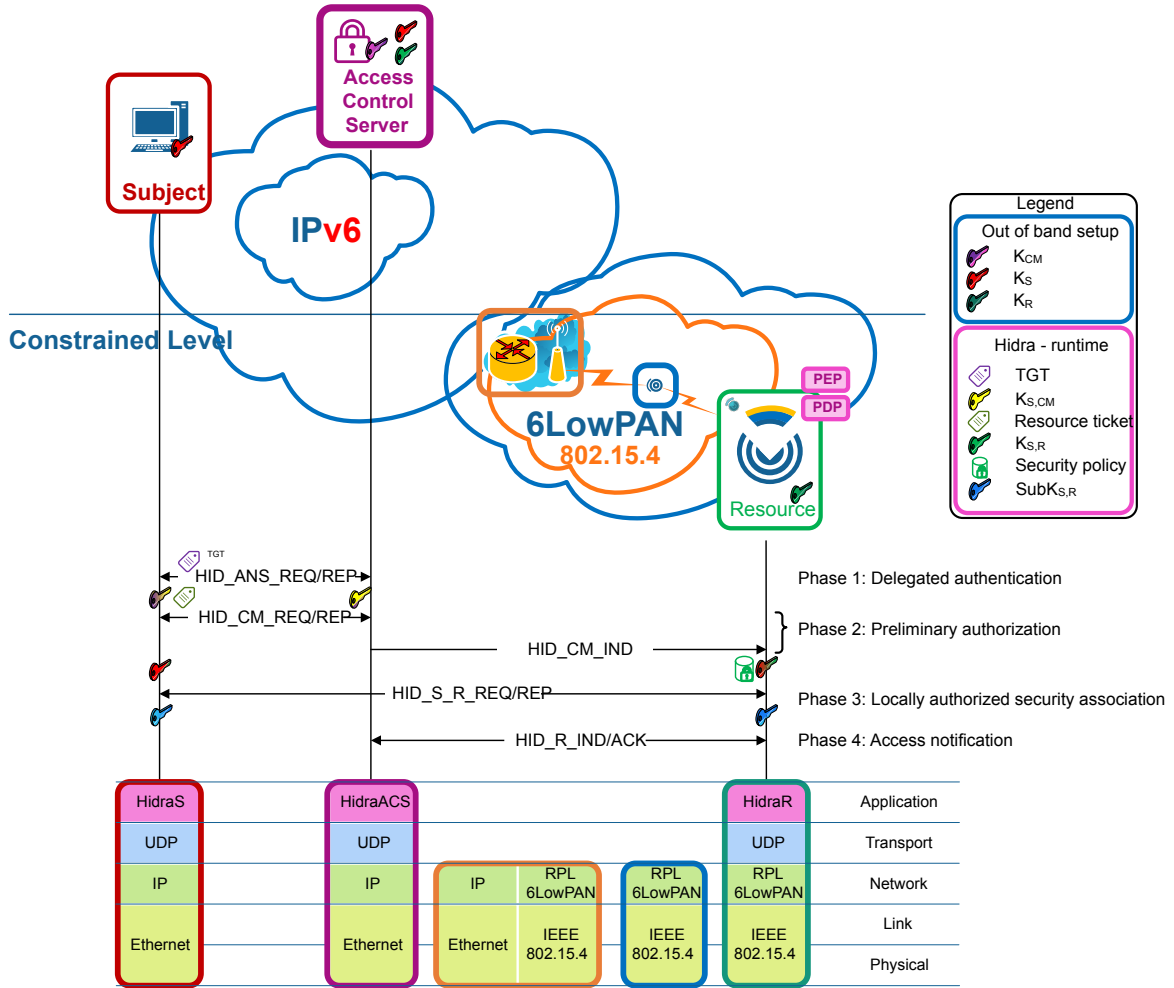 Access
Control
Server
Subject
IPv6
Constrained Level
6LowPAN
802.15.4
PEP
PDP
Resource
Legend
Out of band setup
KCM
KS
KR
Hidra - runtime
TGT
KS,CM
Resource ticket
KS,R
Security policy
SubKS,R
TGT
HID_ANS_REQ/REP
Phase 1: Delegated authentication
HID_CM_REQ/REP
Phase 2: Preliminary authorization
HID_CM_IND
HID_S_R_REQ/REP
Phase 3: Locally authorized security association
HID_R_IND/ACK
Phase 4: Access notification
HidraS
HidraACS
HidraR
Application
UDP
UDP
UDP
Transport
IP
IP
IP
RPL
6LowPAN
RPL
6LowPAN
RPL
6LowPAN
Network
Ethernet
Ethernet
Ethernet
IEEE
802.15.4
IEEE
802.15.4
IEEE
802.15.4
Link
Physical